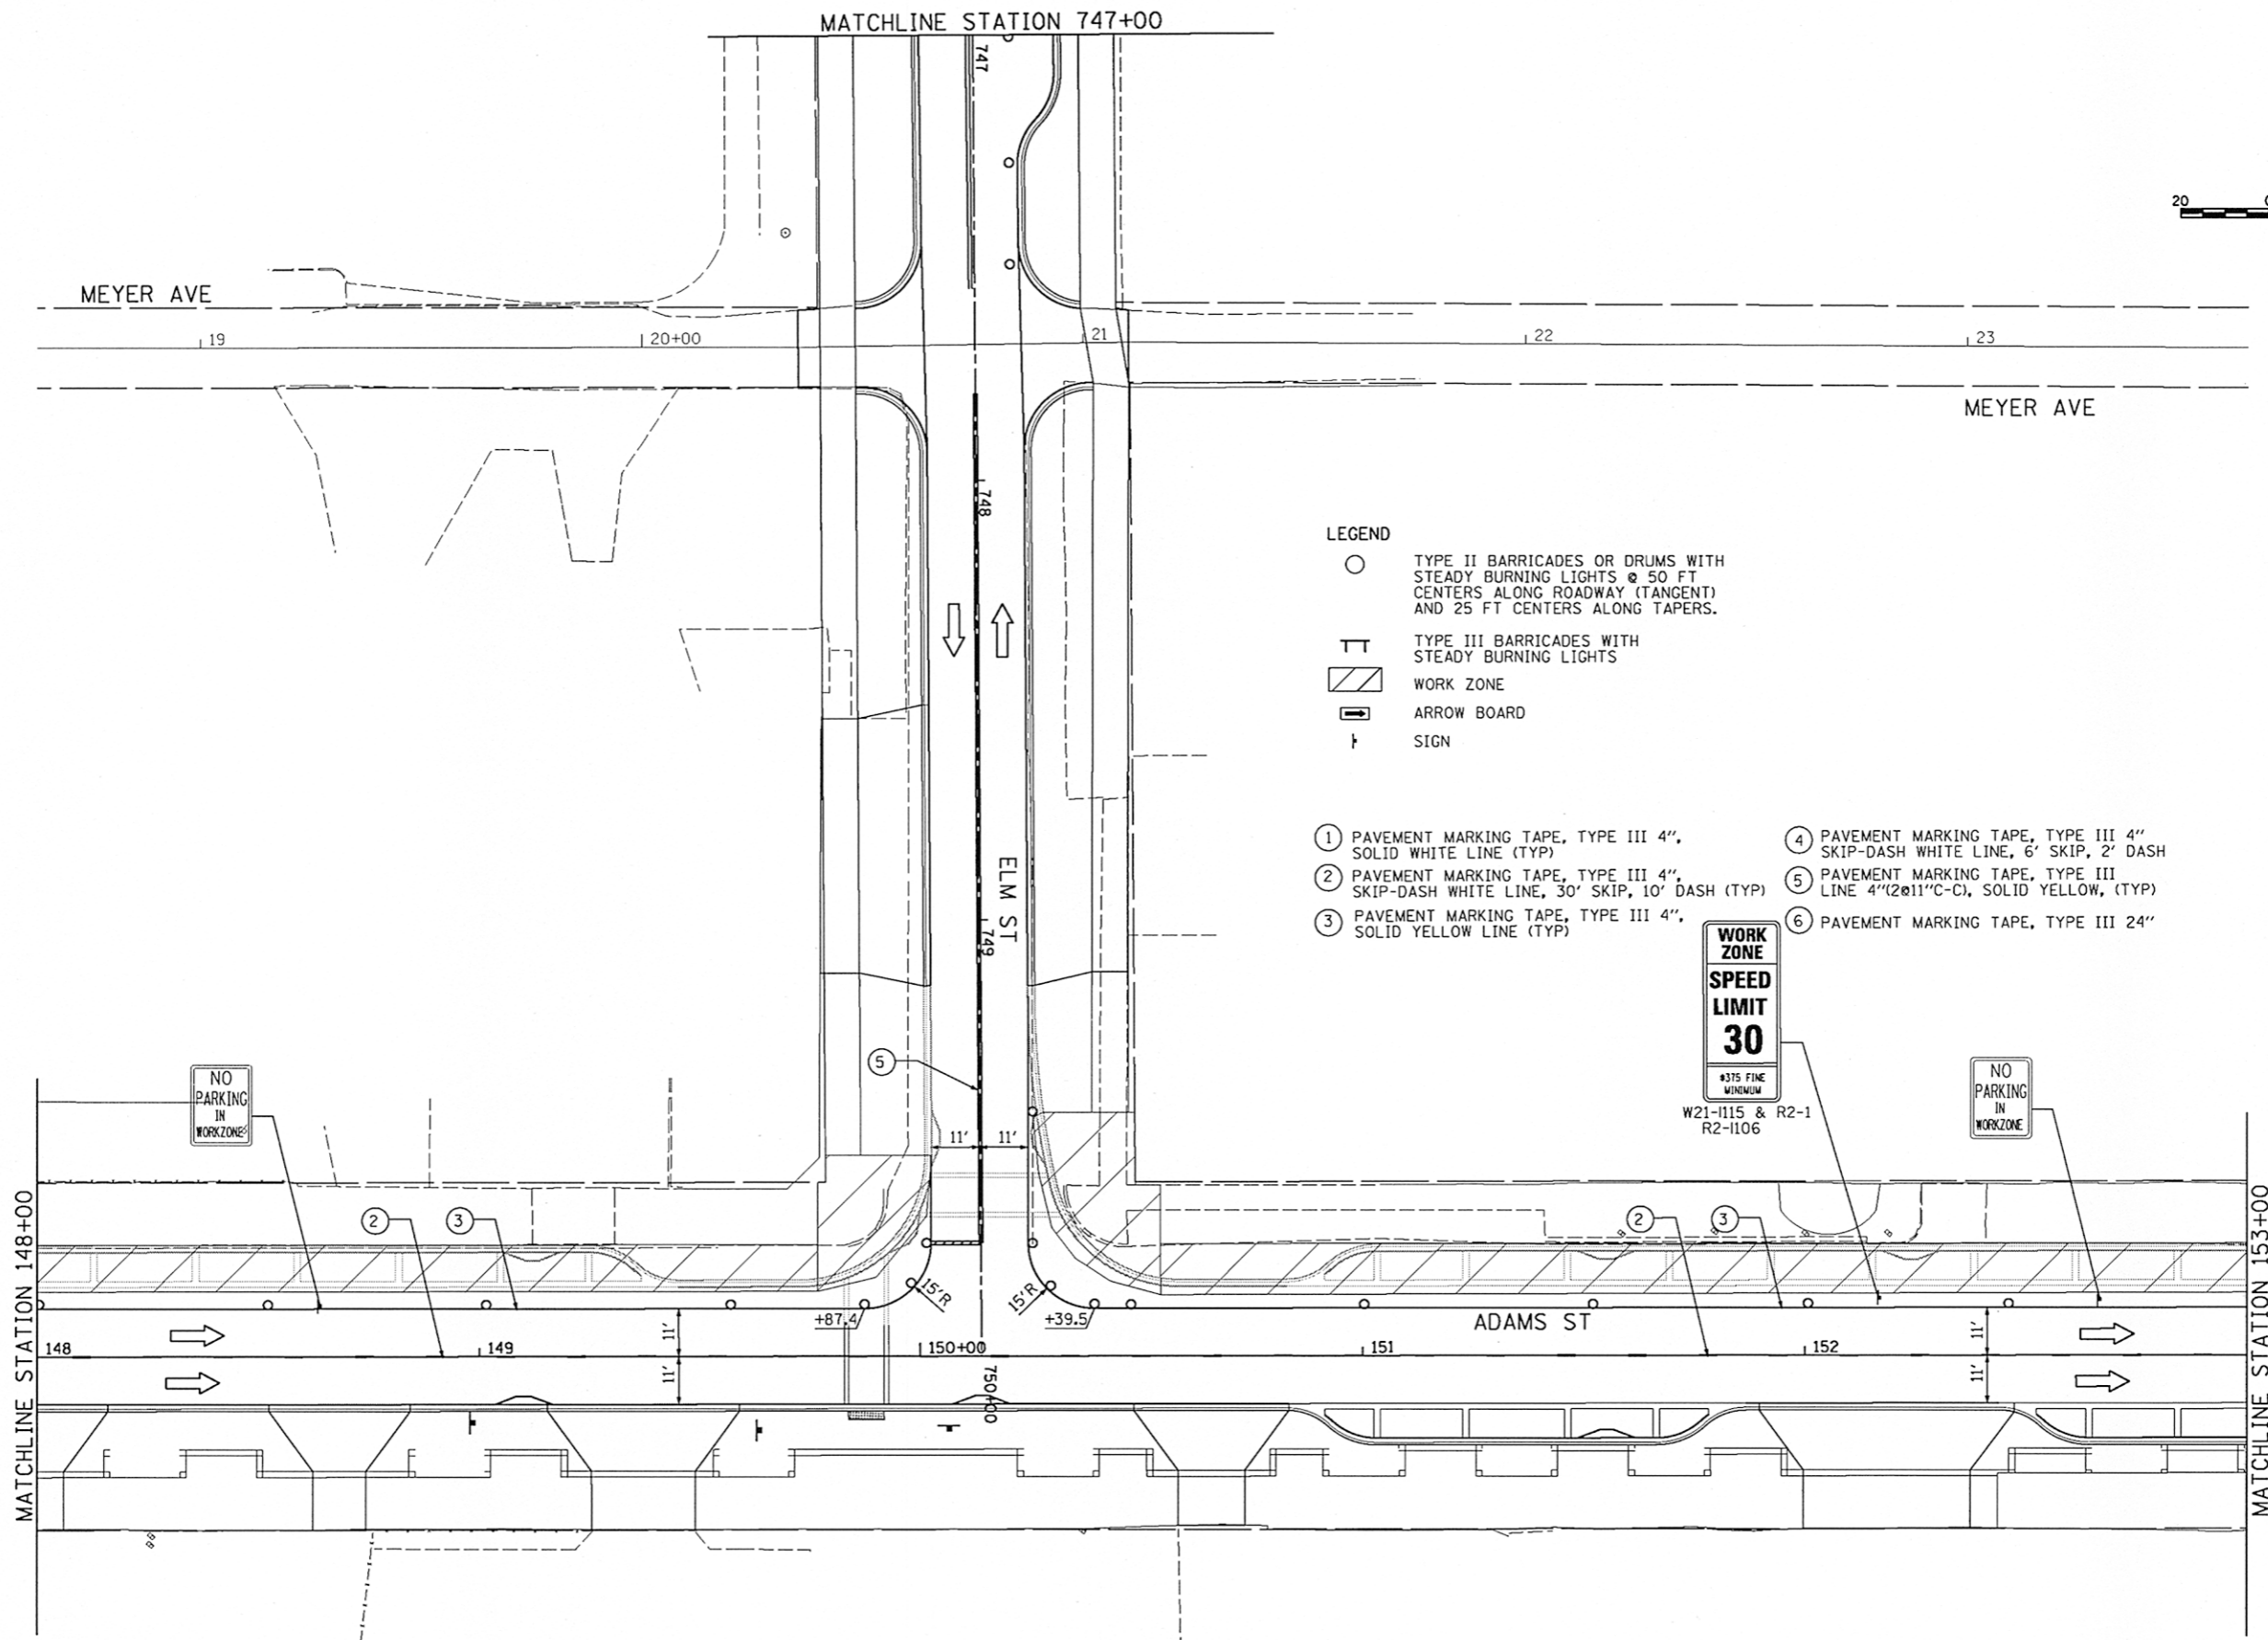 MATCHLINE STATION 747+00
747
20
MEYER AVE
19
20+00
21
22
23
MEYER AVE
748
LEGEND
TYPE II BARRICADES OR DRUMS WITH
STEADY BURNING LIGHTS @ 50 FT
CENTERS ALONG ROADWAY (TANGENT)
AND 25 FT CENTERS ALONG TAPERS.
TYPE III BARRICADES WITH
STEADY BURNING LIGHTS
WORK ZONE
ARROW BOARD
SIGN
ELM ST
749
1 PAVEMENT MARKING TAPE, TYPE III 4",
SOLID WHITE LINE (TYP)
2 PAVEMENT MARKING TAPE, TYPE III 4",
SKIP-DASH WHITE LINE, 30' SKIP, 10' DASH (TYP)
3 PAVEMENT MARKING TAPE, TYPE III 4",
SOLID YELLOW LINE (TYP)
4 PAVEMENT MARKING TAPE, TYPE III 4"
SKIP-DASH WHITE LINE, 6' SKIP, 2' DASH
5 PAVEMENT MARKING TAPE, TYPE III
LINE 4"(2@11"C-C), SOLID YELLOW, (TYP)
6 PAVEMENT MARKING TAPE, TYPE III 24"
WORK
ZONE
SPEED
LIMIT
30
$375 FINE
MINIMUM
W21-I115 & R2-1
R2-I106
5
NO
PARKING
IN
WORKZONES
NO
PARKING
IN
WORKZONE
11'
11'
2
3
2
3
15'R
15'R
+87.4
+39.5
ADAMS ST
148
149
150+00
151
152
11'
11'
11'
11'
750+00
MATCHLINE STATION 148+00
MATCHLINE STATION 153+00